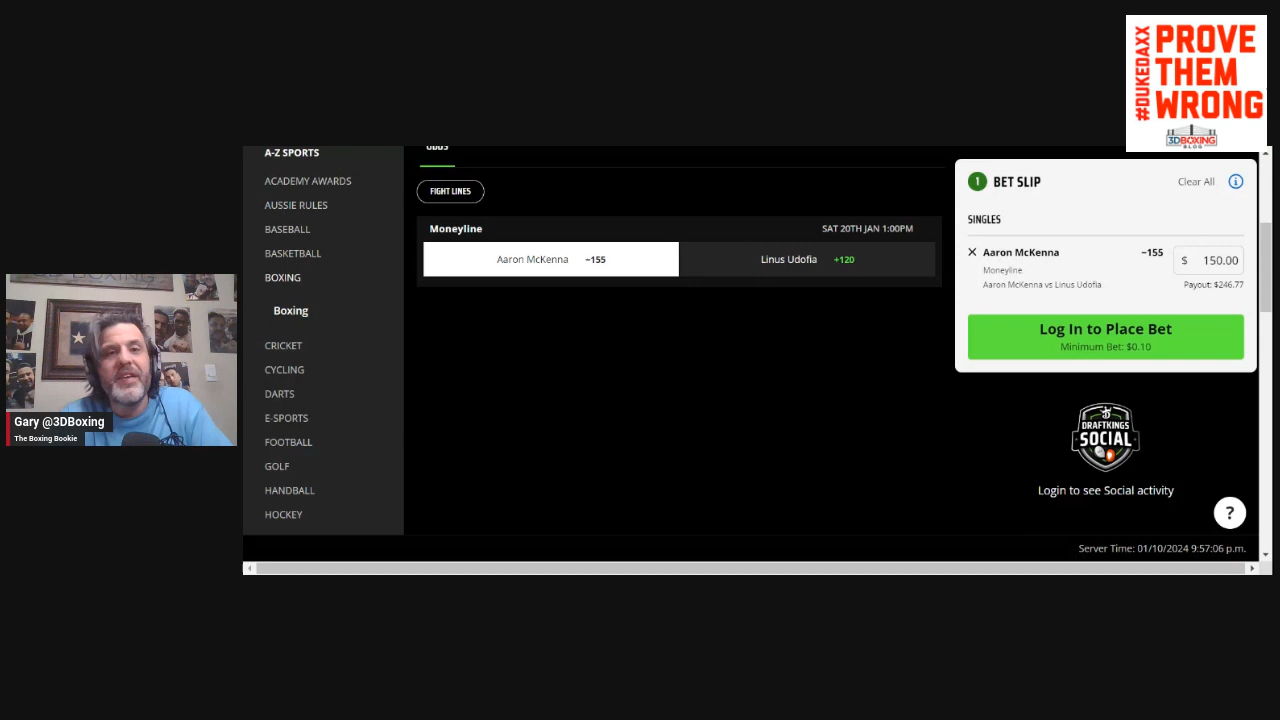 #DUKEDAXX
PROVE
THEM
WRONG
3DBOXING
BLOG
A-Z SPORTS
ACADEMY AWARDS
AUSSIE RULES
BASEBALL
BASKETBALL
BOXING
Boxing
CRICKET
CYCLING
DARTS
E-SPORTS
FOOTBALL
GOLF
HANDBALL
HOCKEY
ODDS
FIGHT LINES
Moneyline SAT 20TH JAN 1:00PM
Aaron McKenna −155 Linus Udofia +120
1 BET SLIP Clear All i
SINGLES
X Aaron McKenna −155 $ 150.00
Moneyline
Aaron McKenna vs Linus Udofia Payout: $246.77
Log In to Place Bet
Minimum Bet: $0.10
DRAFTKINGS
SOCIAL
Login to see Social activity
?
Server Time: 01/10/2024 9:57:06 p.m.
3D BOXING
Gary @3DBoxing
The Boxing Bookie